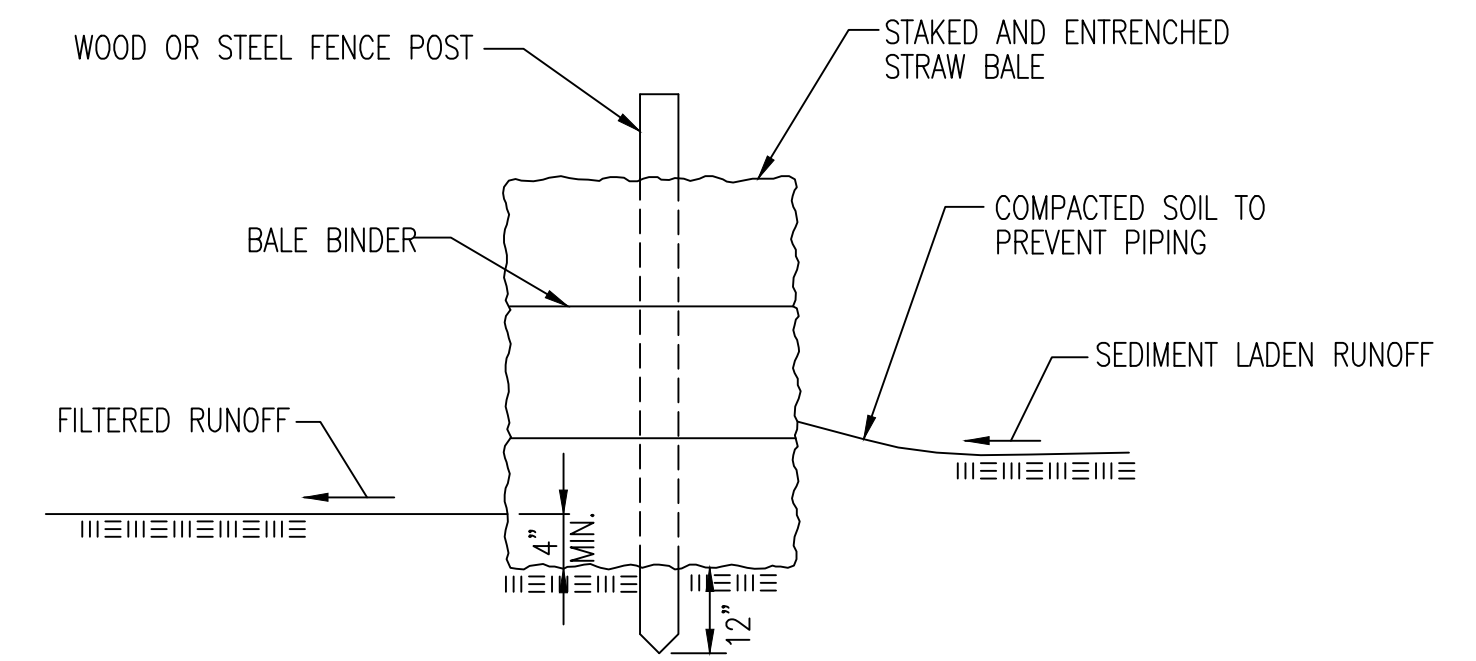 WOOD OR STEEL FENCE POST
STAKED AND ENTRENCHED
STRAW BALE
BALE BINDER
COMPACTED SOIL TO
PREVENT PIPING
SEDIMENT LADEN RUNOFF
FILTERED RUNOFF
4"
MIN.
12"